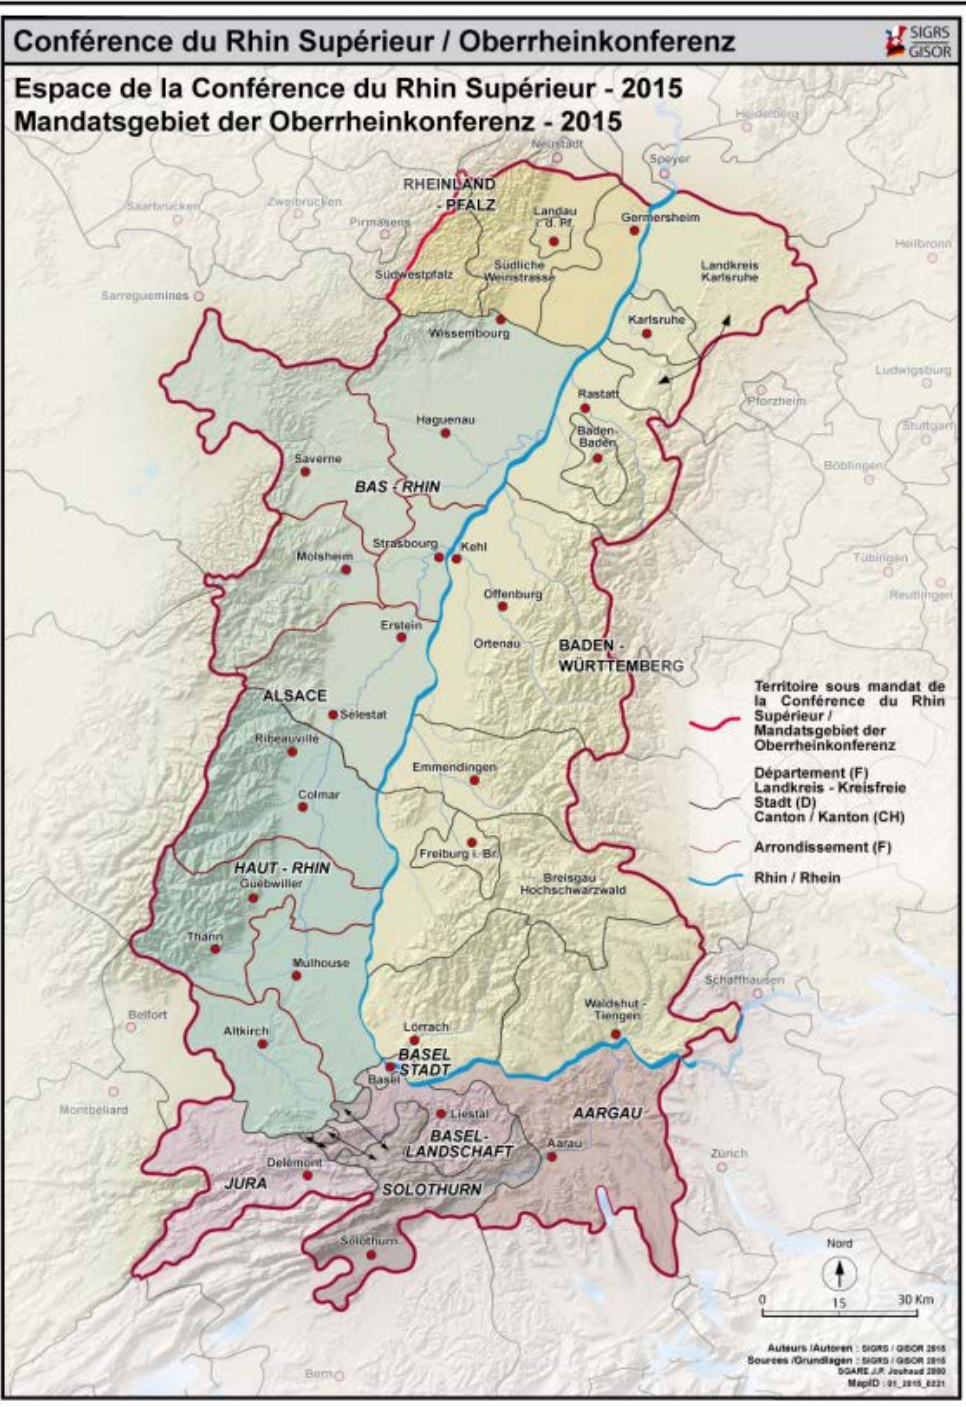 Conférence du Rhin Supérieur / Oberrheinkonferenz
SIGRS
GISOR
Espace de la Conférence du Rhin Supérieur - 2015
Mandatsgebiet der Oberrheinkonferenz - 2015
Heidelberg
Neustadt
Speyer
RHEINLAND
- PFALZ
Zweibrücken
Saarbrücken
Pirmasens
Landau
i. d. Pf.
Germersheim
Heilbronn
Südwestpfalz
Südliche
Weinstrasse
Landkreis
Karlsruhe
Sarreguemines
Wissembourg
Karlsruhe
Ludwigsburg
Pforzheim
Rastatt
Haguenau
Baden-
Baden
Stuttgart
Saverne
Böblingen
BAS - RHIN
Strasbourg
Kehl
Molsheim
Tübingen
Reutlingen
Offenburg
Erstein
Ortenau
BADEN -
WÜRTTEMBERG
ALSACE
Sélestat
Ribeauvillé
Emmendingen
Colmar
Freiburg i. Br.
HAUT - RHIN
Guebwiller
Breisgau
Hochschwarzwald
Thann
Mulhouse
Schaffhausen
Belfort
Altkirch
Lörrach
Waldshut -
Tiengen
BASEL
STADT
Basel
Montbéliard
Liestal
AARGAU
BASEL-
LANDSCHAFT
Aarau
Zürich
Delémont
JURA
SOLOTHURN
Solothurn
Bern
Territoire sous mandat de
la Conférence du Rhin
Supérieur /
Mandatsgebiet der
Oberrheinkonferenz
Département (F)
Landkreis - Kreisfreie
Stadt (D)
Canton / Kanton (CH)
Arrondissement (F)
Rhin / Rhein
Nord
0 15 30 Km
Auteurs /Autoren : SIGRS / GISOR 2015
Sources /Grundlagen : SIGRS / GISOR 2015
SGARE J.P. Jouhaud 2000
MapID : 01_2015_0221